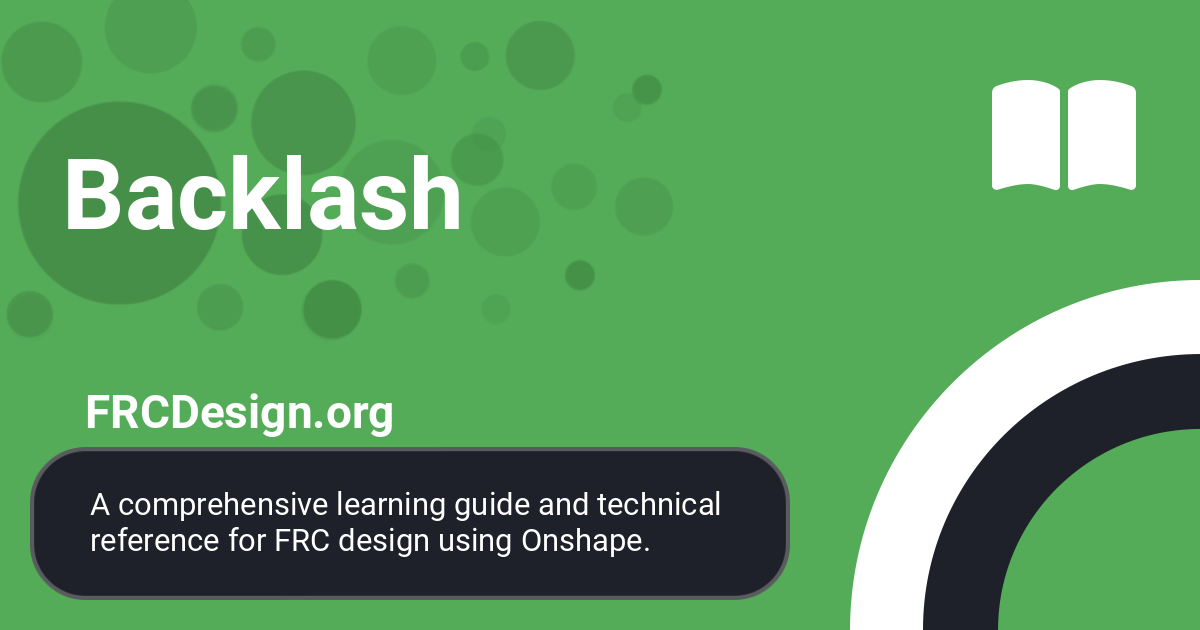 Backlash
FRCDesign.org
A comprehensive learning guide and technical
reference for FRC design using Onshape.